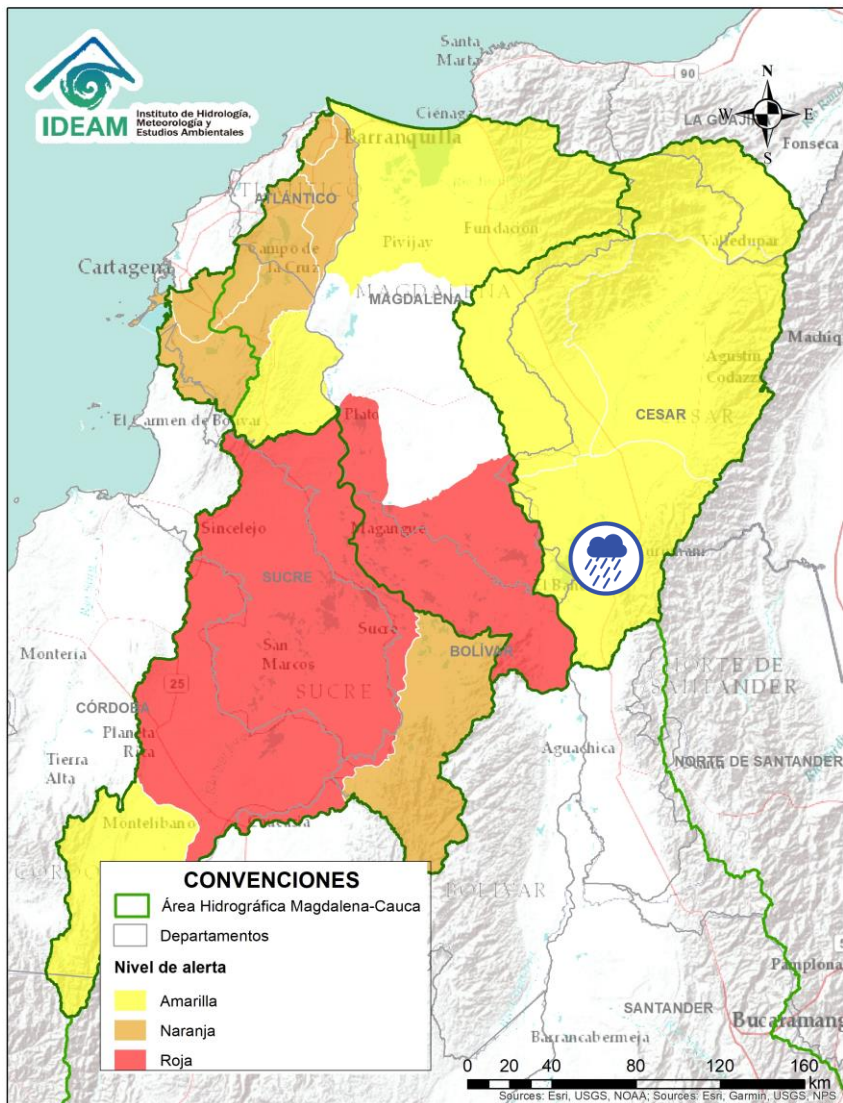 IDEAM
Instituto de Hidrología,
Meteorología y
Estudios Ambientales
Santa
Marta
90
N
W
E
S
LA GUAJIRA
Ciénaga
Fonseca
Barranquilla
ATLÁNTICO
Valledupar
Fundación
Pivijay
Campo de
la Cruz
Cartagena
MAGDALENA
Agustín
Codazzi
CESAR
El Carmen de Bolívar
Plato
Sincelejo
Magangué
SUCRE
Sucre
San
Marcos
BOLÍVAR
SUCRE
Montería
25
CÓRDOBA
NORTE DE
SANTANDER
Planeta
Rica
Aguachica
Tierra
Alta
NORTE DE SANTANDER
Montelíbano
BOLÍVAR
CONVENCIONES
Área Hidrográfica Magdalena-Cauca
Departamentos
Nivel de alerta
Amarilla
Naranja
Roja
Pamplona
SANTANDER
Barrancabermeja
0 20 40 80 120 160
km
Sources: Esri, USGS, NOAA; Sources: Esri, Garmin, USGS, NPS